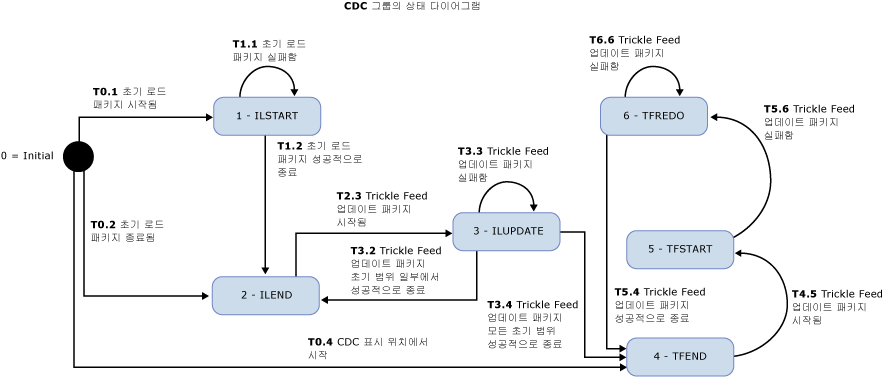 CDC 그룹의 상태 다이어그램
T1.1 초기 로드
패키지 실패함
T6.6 Trickle Feed
업데이트 패키지
실패함
T0.1 초기 로드
패키지 시작됨
1 - ILSTART
6 - TFREDO
T5.6 Trickle Feed
업데이트 패키지
실패함
0 = Initial
T1.2 초기 로드
패키지 성공적으로
종료
T3.3 Trickle Feed
업데이트 패키지
실패함
T2.3 Trickle Feed
업데이트 패키지
시작됨
T0.2 초기 로드
패키지 종료됨
3 - ILUPDATE
5 - TFSTART
T3.2 Trickle Feed
업데이트 패키지
초기 범위 일부에서
성공적으로 종료
2 - ILEND
T3.4 Trickle Feed
업데이트 패키지
모든 초기 범위
성공적으로 종료
T5.4 Trickle Feed
업데이트 패키지
성공적으로 종료
T4.5 Trickle Feed
업데이트 패키지
시작됨
T0.4 CDC 표시 위치에서
시작
4 - TFEND